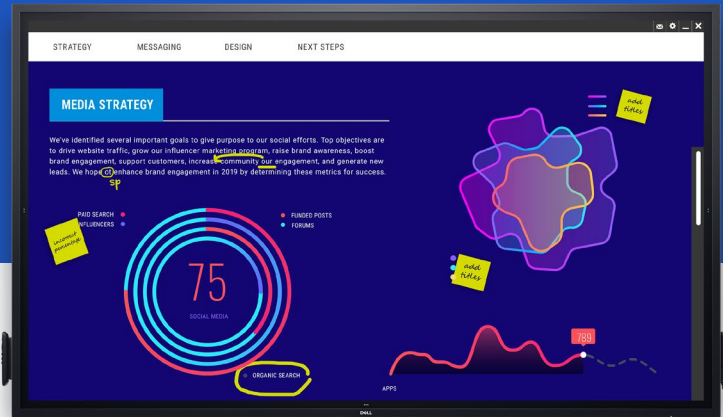 STRATEGY MESSAGING DESIGN NEXT STEPS
MEDIA STRATEGY
We've identified several important goals to give purpose to our social efforts. Top objectives are
to drive website traffic, grow our influencer marketing program, raise brand awareness, boost
brand engagement, support customers, increase community our engagement, and generate new
leads. We hope ot enhance brand engagement in 2019 by determining these metrics for success.
sp
add
titles
PAID SEARCH
NFLUENCERS
FUNDED POSTS
FORUMS
incorrect
percentage
75
SOCIAL MEDIA
ORGANIC SEARCH
add
titles
789
APPS
DELL